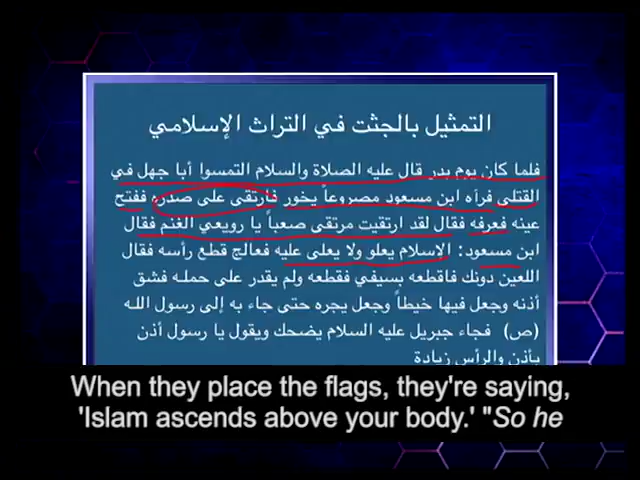 التمثيل بالجثث في التراث الإسلامي
فلما كان يوم بدر قال عليه الصلاة والسلام التمسوا أبا جهل في
القتلى فرأه ابن مسعود مصروعاً يخور فارتقى على صدره ففتح
عينه فعرفه فقال لقد ارتقيت مرتقى صعباً يا رويعي الغنم فقال
ابن مسعود: الإسلام يعلو ولا يعلى عليه فعالج قطع راسه فقال
اللعين دونك فاقطعه بسيفي فقطعه ولم يقدر على حمله فشق
أذنه وجعل فيها خيطاً وجعل يجره حتى جاء به إلى رسول الله
(ص) فجاء جبريل عليه السلام يضحك ويقول يا رسول أذن
بأذن والرأس زيادة
When they place the flags, they're saying,
'Islam ascends above your body.' "So he